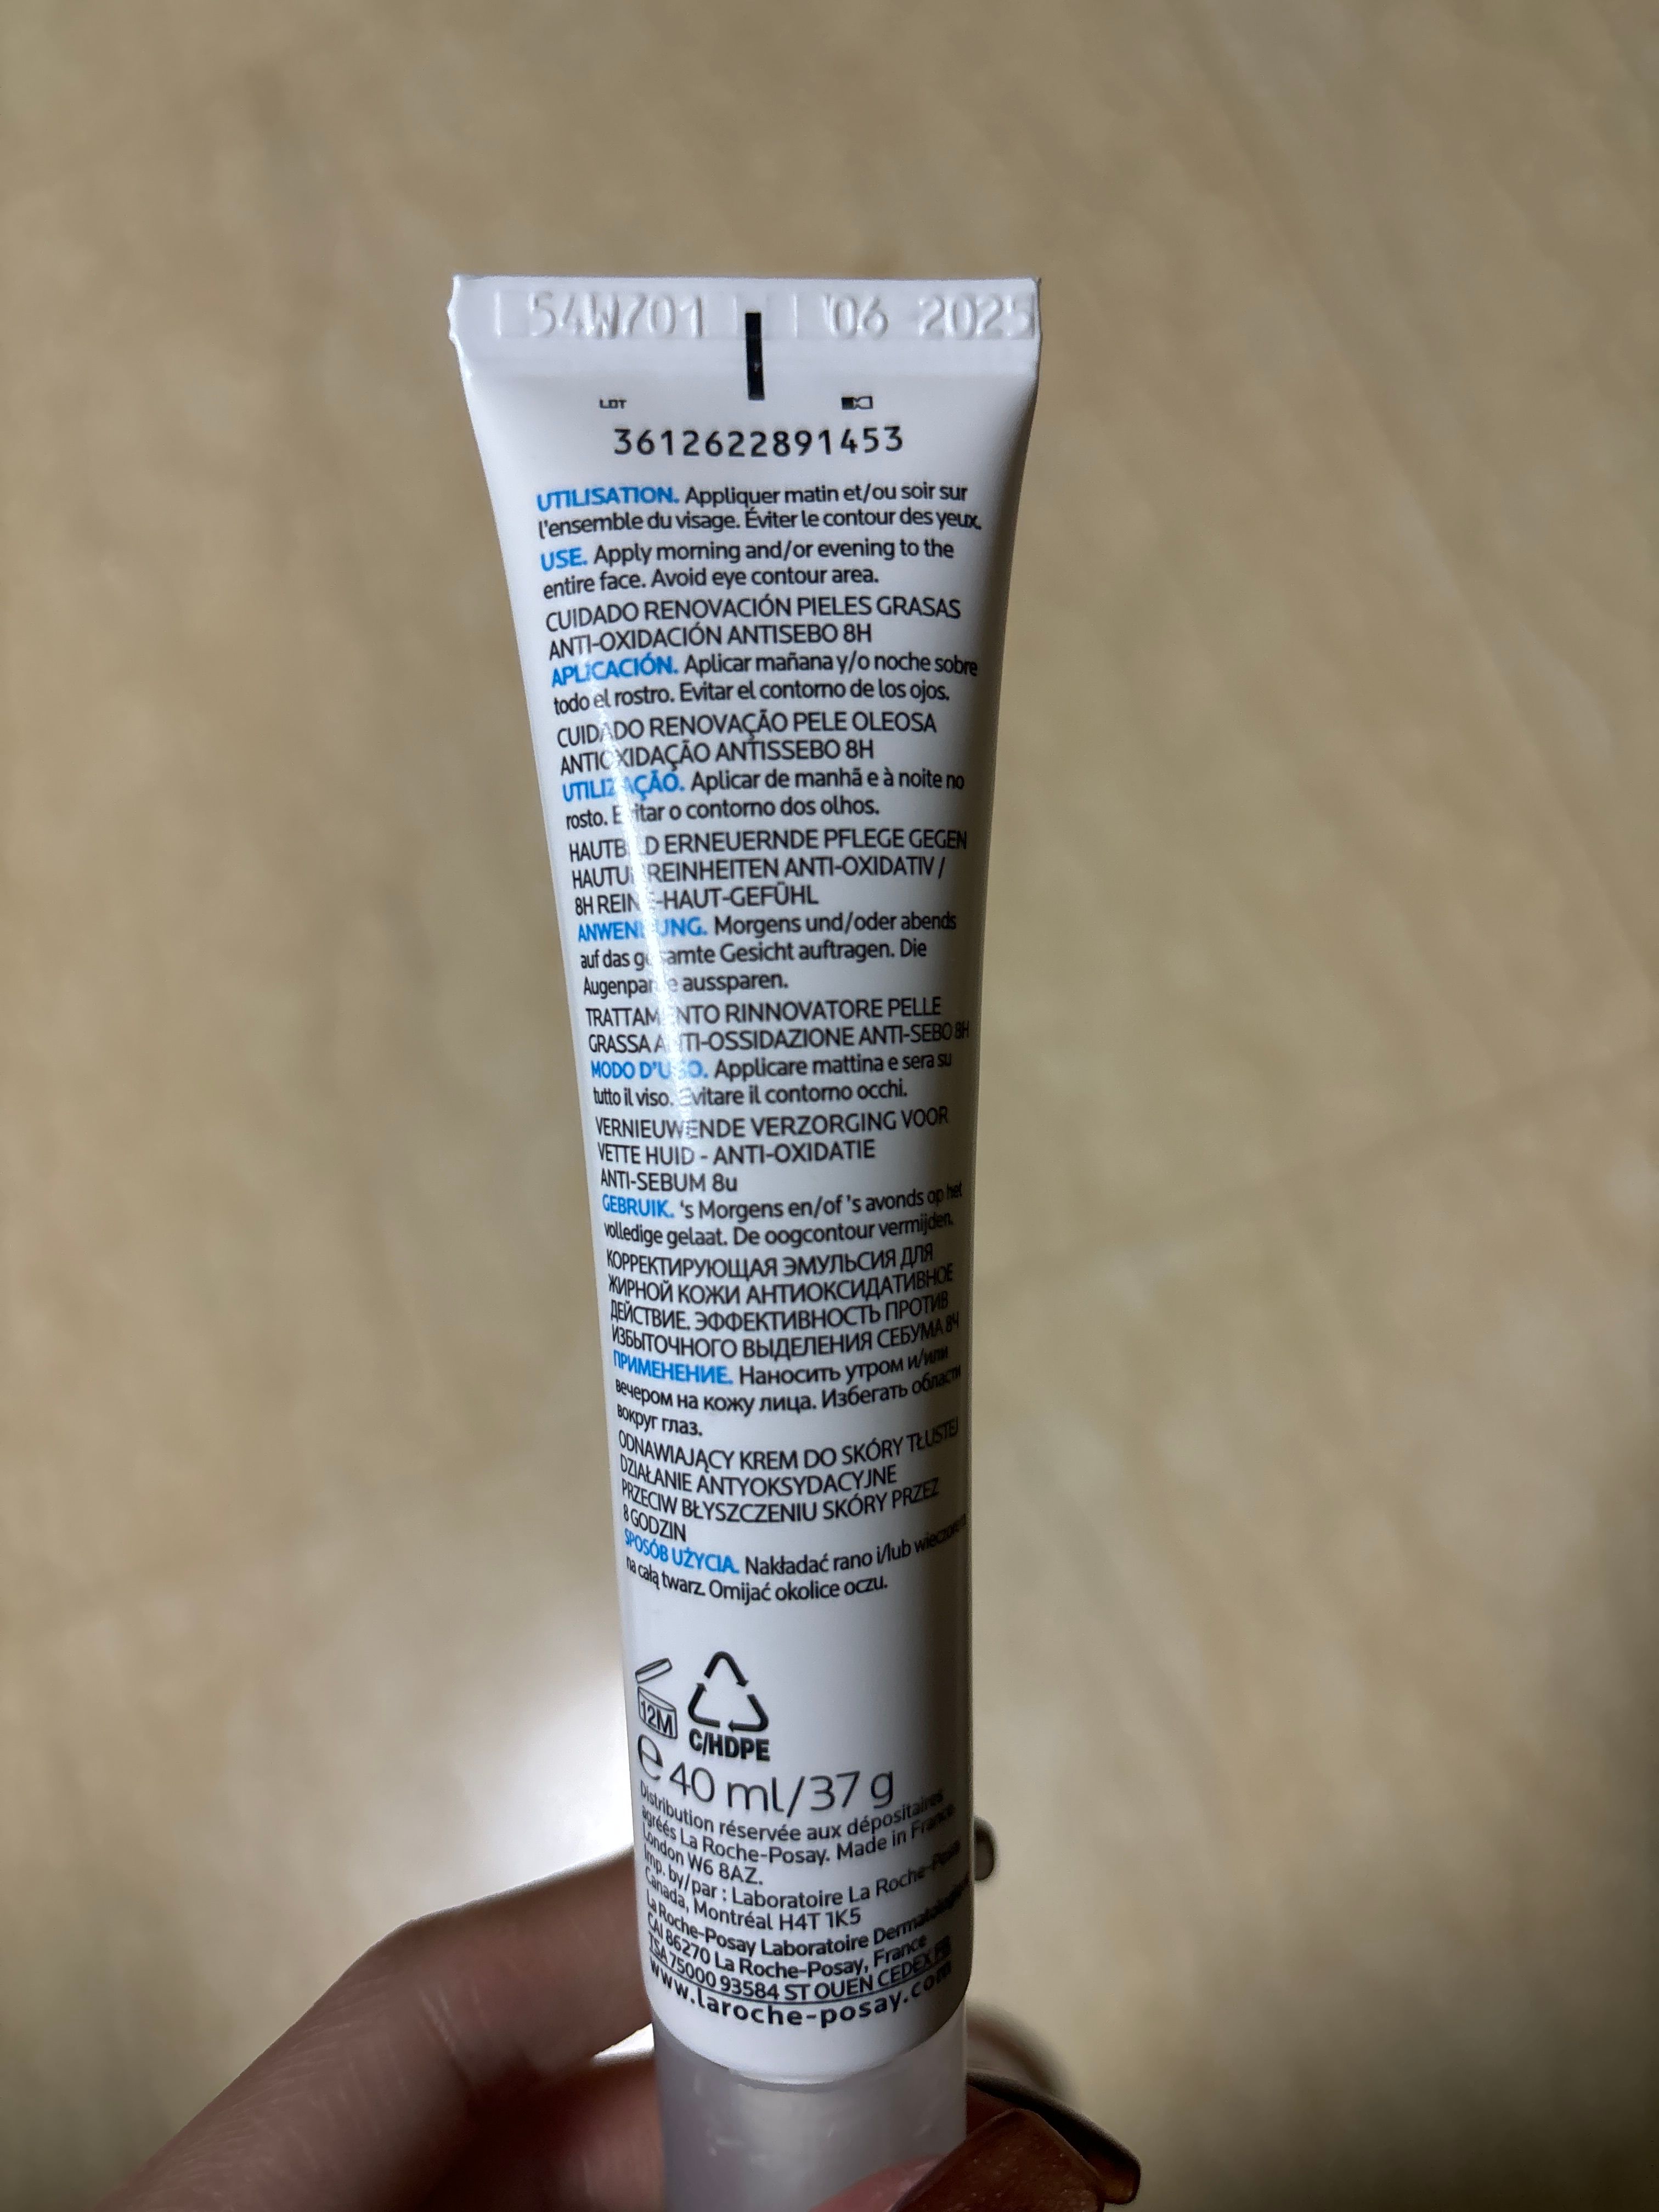 54W701 06 2025
LOT
3612622891453
UTILISATION. Appliquer matin et/ou soir sur
l'ensemble du visage. Éviter le contour des yeux.
USE. Apply morning and/or evening to the
entire face. Avoid eye contour area.
CUIDADO RENOVACIÓN PIELES GRASAS
ANTI-OXIDACIÓN ANTISEBO 8H
APLICACIÓN. Aplicar mañana y/o noche sobre
todo el rostro. Evitar el contorno de los ojos.
CUIDADO RENOVAÇÃO PELE OLEOSA
ANTIOXIDAÇÃO ANTISSEBO 8H
UTILIZAÇÃO. Aplicar de manhã e à noite no
rosto. Evitar o contorno dos olhos.
HAUTBILD ERNEUERNDE PFLEGE GEGEN
HAUTUNREINHEITEN ANTI-OXIDATIV /
8H REINE-HAUT-GEFÜHL
ANWENDUNG. Morgens und/oder abends
auf das gesamte Gesicht auftragen. Die
Augenpartie aussparen.
TRATTAMENTO RINNOVATORE PELLE
GRASSA ANTI-OSSIDAZIONE ANTI-SEBO 8H
MODO D'USO. Applicare mattina e sera su
tutto il viso. Evitare il contorno occhi.
VERNIEUWENDE VERZORGING VOOR
VETTE HUID - ANTI-OXIDATIE
ANTI-SEBUM 8u
GEBRUIK. 's Morgens en/of 's avonds op het
volledige gelaat. De oogcontour vermijden.
КОРРЕКТИРУЮЩАЯ ЭМУЛЬСИЯ ДЛЯ
ЖИРНОЙ КОЖИ АНТИОКСИДАТИВНОЕ
ДЕЙСТВИЕ. ЭФФЕКТИВНОСТЬ ПРОТИВ
ИЗБЫТОЧНОГО ВЫДЕЛЕНИЯ СЕБУМА 8Ч
ПРИМЕНЕНИЕ. Наносить утром и/или
вечером на кожу лица. Избегать области
вокруг глаз.
ODNAWIAJĄCY KREM DO SKÓRY TŁUSTEJ
DZIAŁANIE ANTYOKSYDACYJNE
PRZECIW BŁYSZCZENIU SKÓRY PRZEZ
8 GODZIN
SPOSÓB UŻYCIA. Nakładać rano i/lub wieczorem
na całą twarz. Omijać okolice oczu.
12M
C/HDPE
e 40 ml/37 g
Distribution réservée aux dépositaires
agréés La Roche-Posay. Made in France
London W6 8AZ.
Imp. by/par : Laboratoire La Roche-Posay
Canada, Montréal H4T 1K5
La Roche-Posay Laboratoire
CAI 86270 La Roche-Posay, France
TSA 75000 93584 ST OUEN CEDEX FR
www.laroche-posay.com